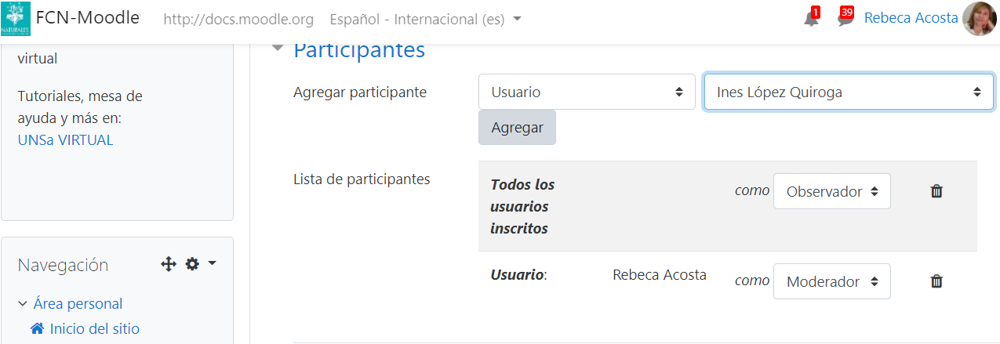 FCN-Moodle http://docs.moodle.org Español - Internacional (es) 1 39 Rebeca Acosta
NATURALES
virtual
Tutoriales, mesa de
ayuda y más en:
UNSa VIRTUAL
Navegación
Área personal
Inicio del sitio
Participantes
Agregar participante Usuario Ines López Quiroga
Agregar
Lista de participantes
Todos los
usuarios
inscritos
como Observador
Usuario: Rebeca Acosta como Moderador